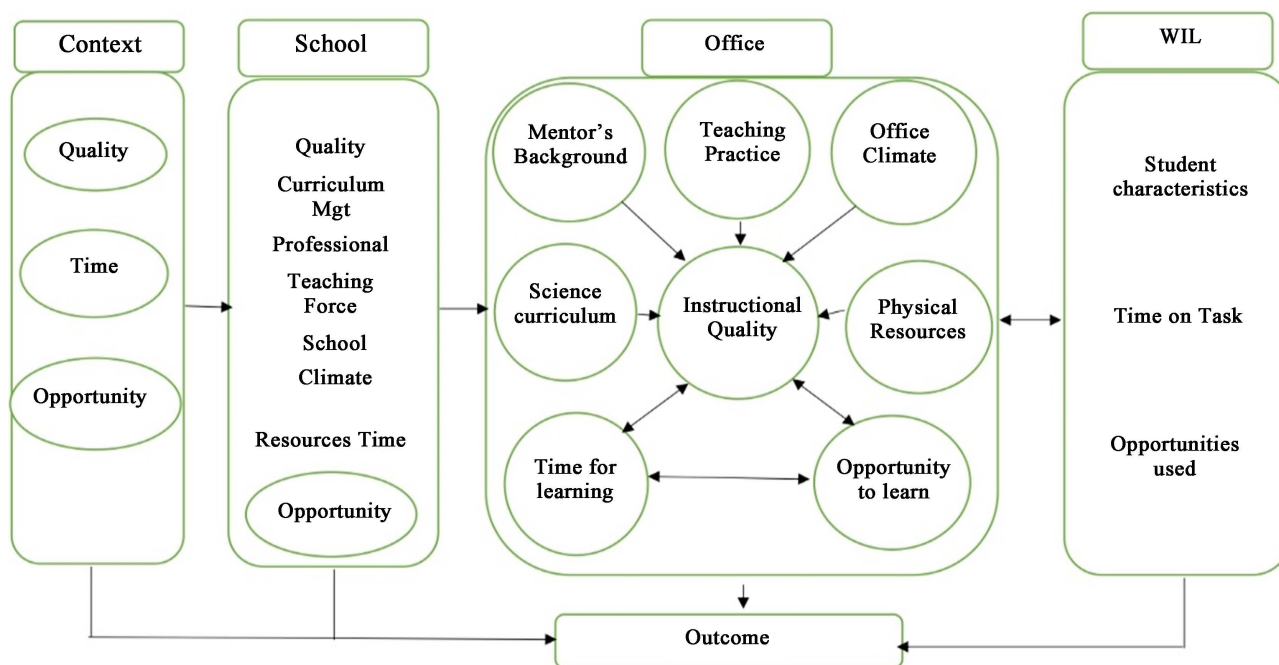 Context
Quality
Time
Opportunity
School
Quality
Curriculum
Mgt
Professional
Teaching
Force
School
Climate
Resources Time
Opportunity
Office
Mentor's
Background
Teaching
Practice
Office
Climate
Science
curriculum
Instructional
Quality
Physical
Resources
Time for
learning
Opportunity
to learn
WIL
Student
characteristics
Time on Task
Opportunities
used
Outcome